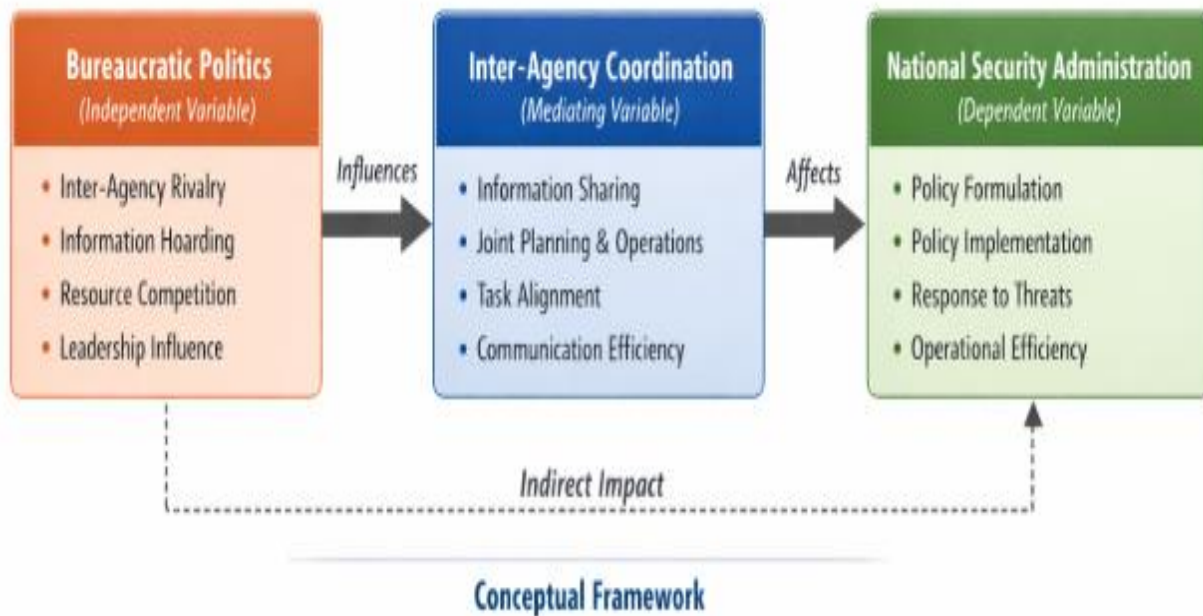 Bureaucratic Politics
(Independent Variable)
• Inter-Agency Rivalry
• Information Hoarding
• Resource Competition
• Leadership Influence
Influences
Inter-Agency Coordination
(Mediating Variable)
• Information Sharing
• Joint Planning & Operations
• Task Alignment
• Communication Efficiency
Affects
National Security Administration
(Dependent Variable)
• Policy Formulation
• Policy Implementation
• Response to Threats
• Operational Efficiency
Indirect Impact
Conceptual Framework